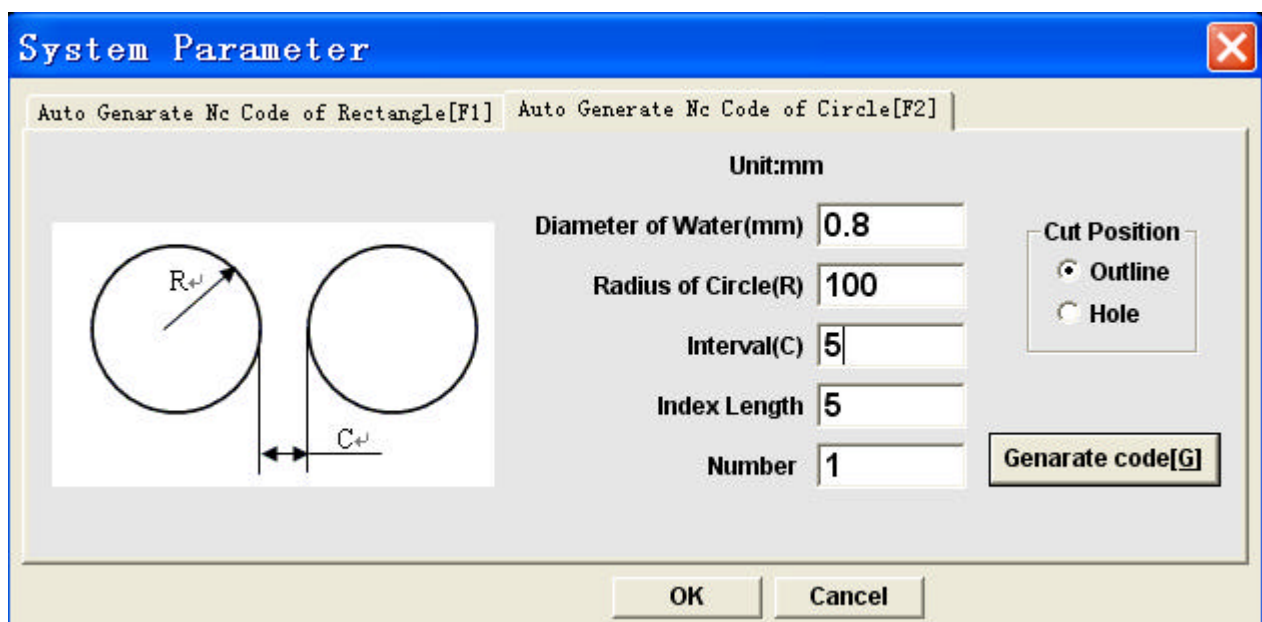 System Parameter
Auto Genarate Nc Code of Rectangle[F1] Auto Generate Nc Code of Circle[F2]
Unit:mm
Diameter of Water(mm) 0.8
Radius of Circle(R) 100
Interval(C) 5
Index Length 5
Number 1
Cut Position
Outline
Hole
Genarate code[G]
R↵
C↵
OK Cancel